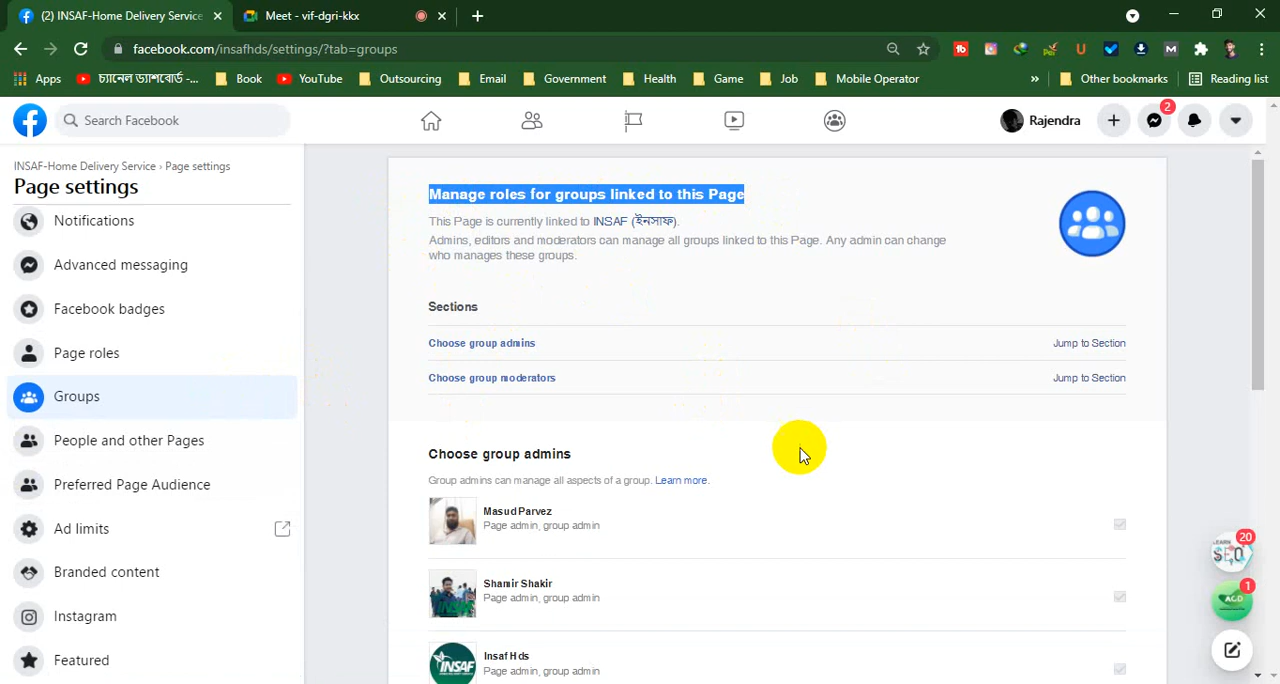 (2) INSAF-Home Delivery Service
Meet - vif-dgri-kkx
facebook.com/insafhds/settings/?tab=groups
Apps
চ্যানেল ড্যাশবোর্ড -...
Book
YouTube
Outsourcing
Email
Government
Health
Game
Job
Mobile Operator
»
Other bookmarks
Reading list
Search Facebook
Rajendra
2
INSAF-Home Delivery Service › Page settings
Page settings
Notifications
Advanced messaging
Facebook badges
Page roles
Groups
People and other Pages
Preferred Page Audience
Ad limits
Branded content
Instagram
Featured
Manage roles for groups linked to this Page
This Page is currently linked to INSAF (ইনসাফ).
Admins, editors and moderators can manage all groups linked to this Page. Any admin can change
who manages these groups.
Sections
Choose group admins
Jump to Section
Choose group moderators
Jump to Section
Choose group admins
Group admins can manage all aspects of a group. Learn more.
Masud Parvez
Page admin, group admin
Shamir Shakir
Page admin, group admin
INSAF
Insaf Hds
Page admin, group admin
LEARN
SEO
20
AGD
1